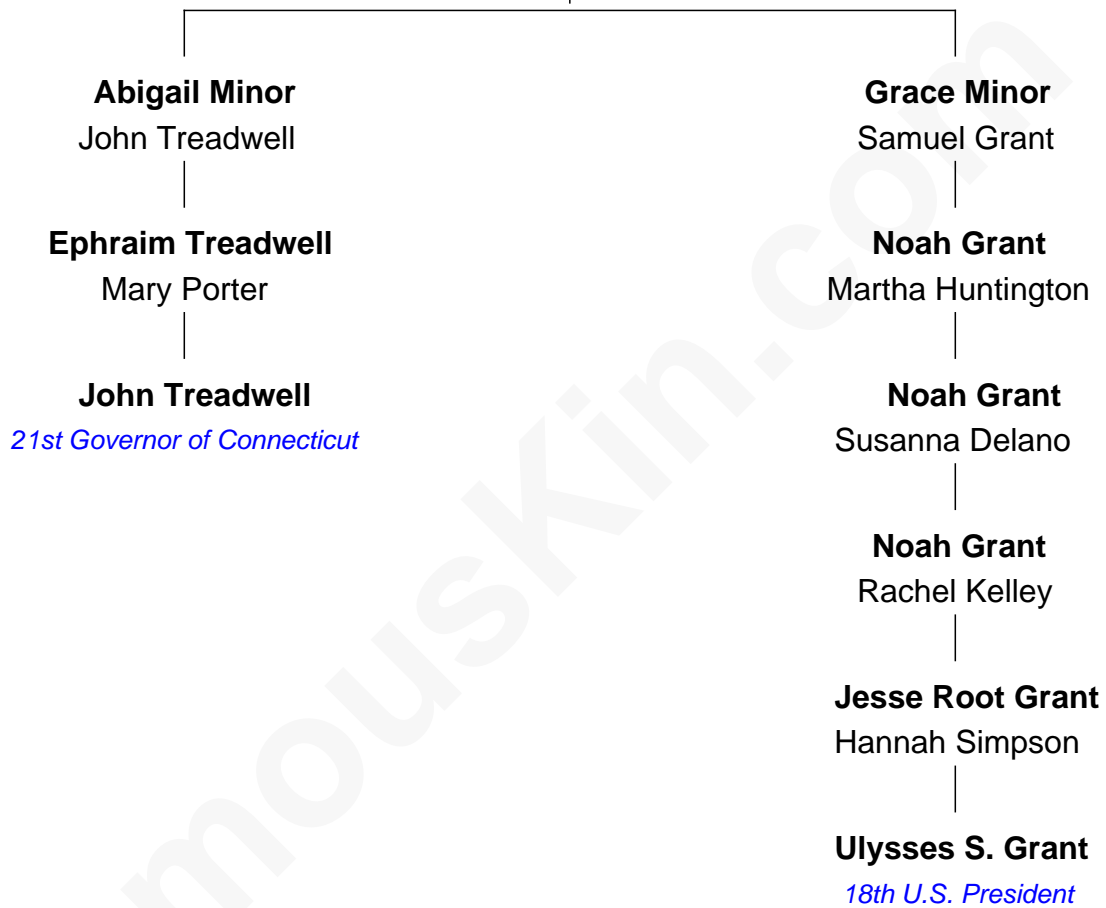 Abigail Minor
John Treadwell
Ephraim Treadwell
Mary Porter
John Treadwell
21st Governor of Connecticut
Grace Minor
Samuel Grant
Noah Grant
Martha Huntington
Noah Grant
Susanna Delano
Noah Grant
Rachel Kelley
Jesse Root Grant
Hannah Simpson
Ulysses S. Grant
18th U.S. President
mouskin.com